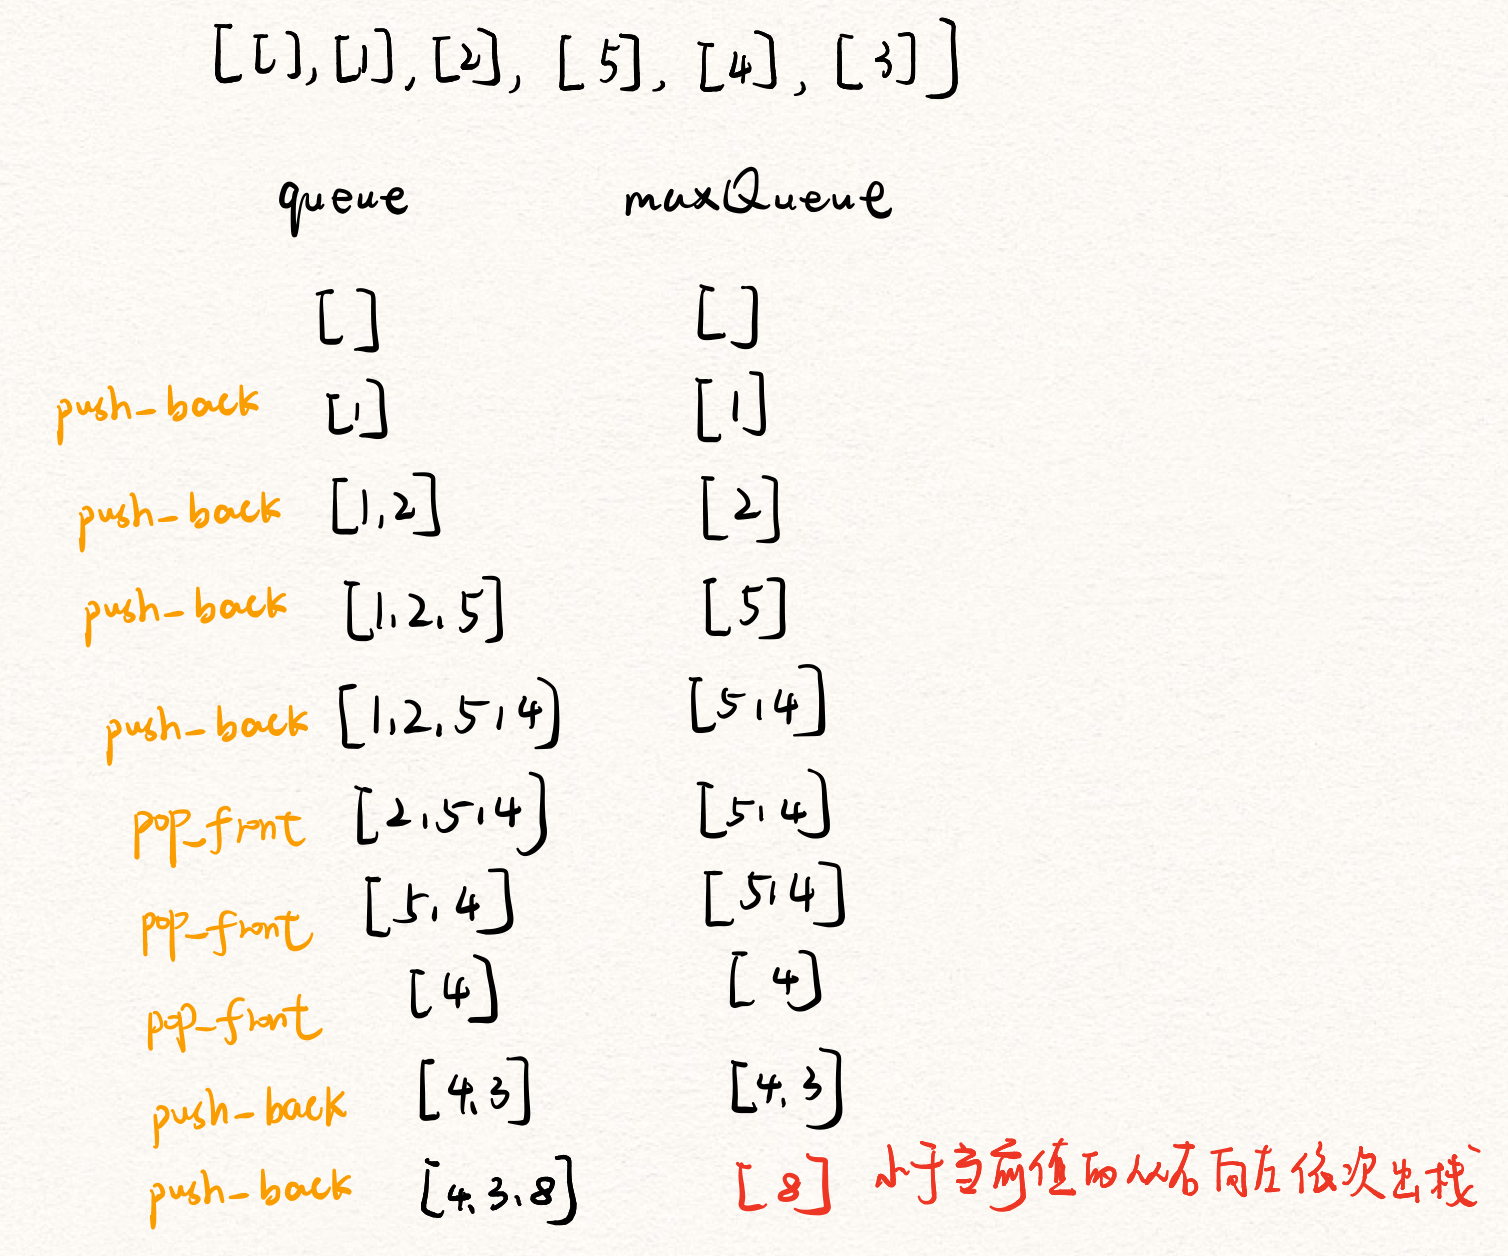 [[], [1], [2], [5], [4], [3]]
queue maxQueue
[ ] [ ]
push_back [1] [1]
push_back [1,2] [2]
push_back [1,2,5] [5]
push_back [1,2,5,4] [5,4]
pop_front [2,5,4] [5,4]
pop_front [5,4] [5,4]
pop_front [4] [4]
push_back [4,3] [4,3]
push_back [4,3,8] [8] 小于当前值的从右向左依次出栈